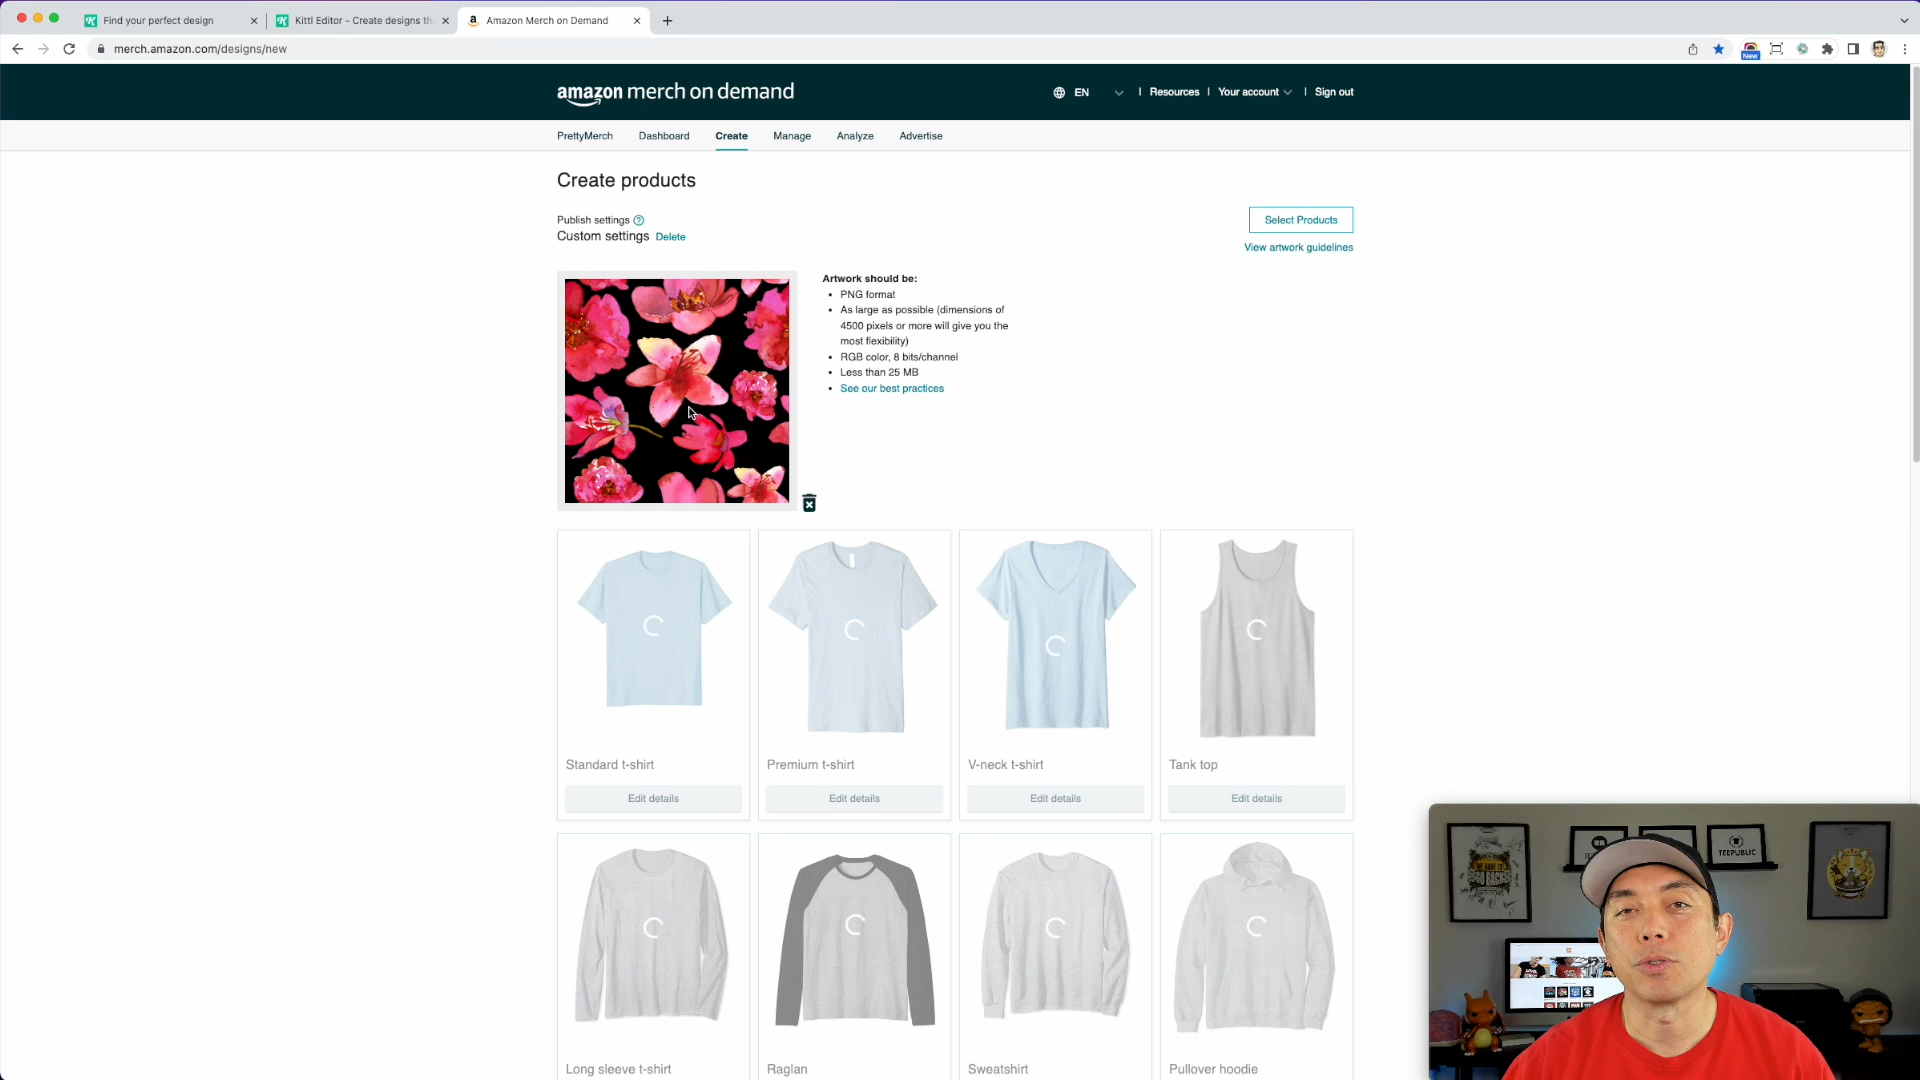 Find your perfect design
Kittl Editor - Create designs th
Amazon Merch on Demand
merch.amazon.com/designs/new
New
amazon merch on demand
EN | Resources | Your account | Sign out
PrettyMerch Dashboard Create Manage Analyze Advertise
Create products
Publish settings
Custom settings Delete
Select Products
View artwork guidelines
Artwork should be:
• PNG format
• As large as possible (dimensions of
4500 pixels or more will give you the
most flexibility)
• RGB color, 8 bits/channel
• Less than 25 MB
• See our best practices
Standard t-shirt Premium t-shirt V-neck t-shirt Tank top
Edit details Edit details Edit details Edit details
Long sleeve t-shirt Raglan Sweatshirt Pullover hoodie
TEEPUBLIC
GO BACK